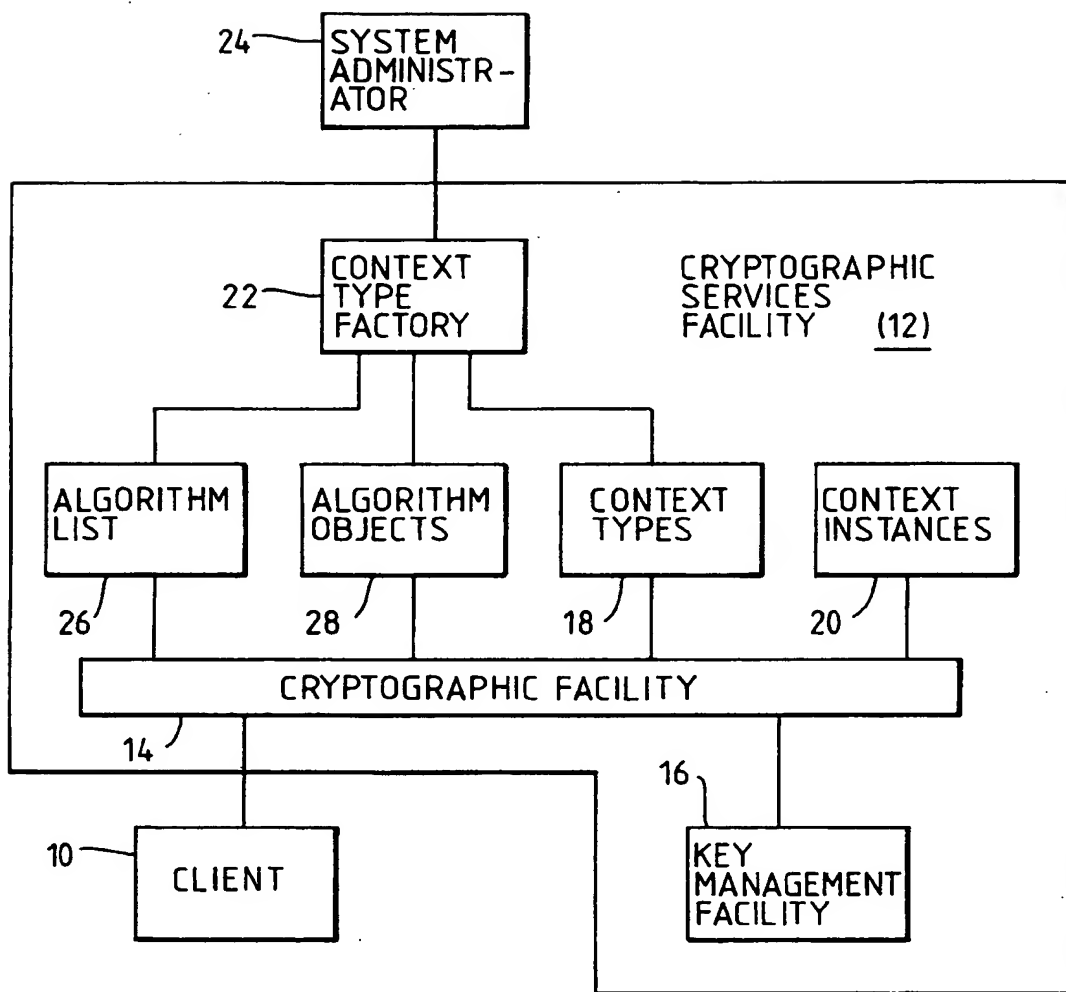 24
SYSTEM
ADMINISTR-
ATOR
22
CONTEXT
TYPE
FACTORY
CRYPTOGRAPHIC
SERVICES
FACILITY (12)
ALGORITHM
LIST
ALGORITHM
OBJECTS
CONTEXT
TYPES
CONTEXT
INSTANCES
26
28
18
20
CRYPTOGRAPHIC FACILITY
14
16
10
CLIENT
KEY
MANAGEMENT
FACILITY